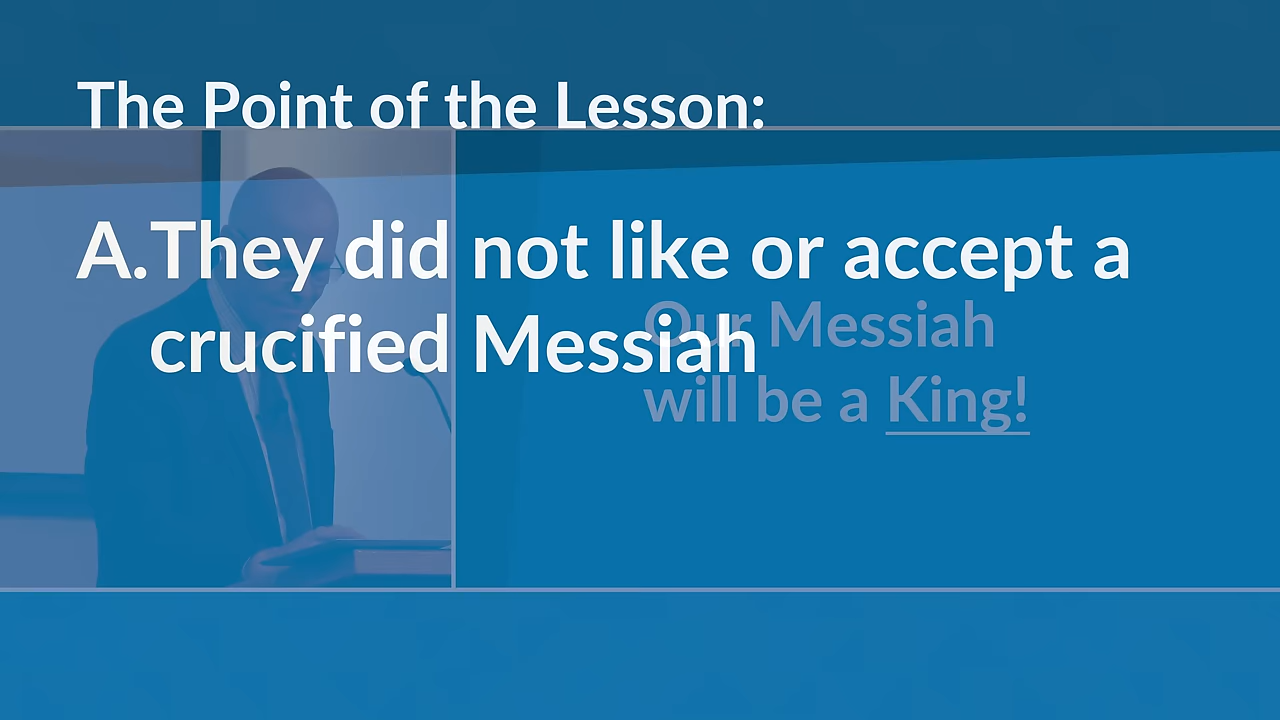 The Point of the Lesson:
A.They did not like or accept a
crucified Messiah
Our Messiah
will be a King!